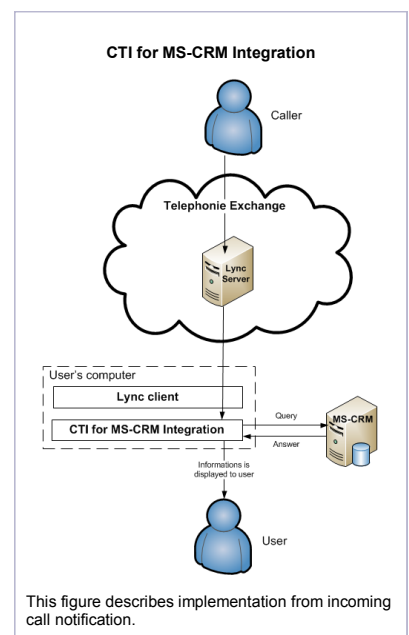 CTI for MS-CRM Integration
Caller
Telephonie Exchange
Lync
Server
User's computer
Lync client
CTI for MS-CRM Integration
Query
Answer
MS-CRM
Informations is
displayed to user
User
This figure describes implementation from incoming
call notification.